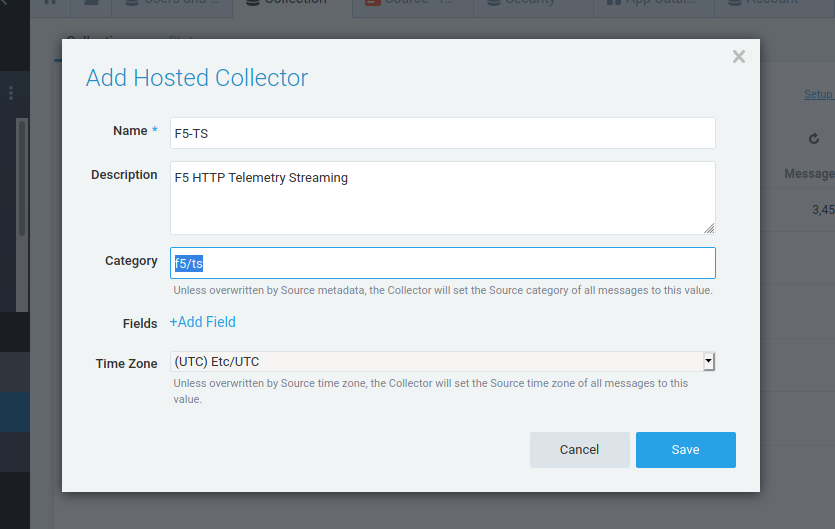 Users and ...
Collection
Source - T...
Security
App Catal...
Account
Setup
Message
3,45
Add Hosted Collector
Name *
F5-TS
Description
F5 HTTP Telemetry Streaming
Category
f5/ts
Unless overwritten by Source metadata, the Collector will set the Source category of all messages to this value.
Fields
+Add Field
Time Zone
(UTC) Etc/UTC
Unless overwritten by Source time zone, the Collector will set the Source time zone of all messages to this
value.
Cancel
Save